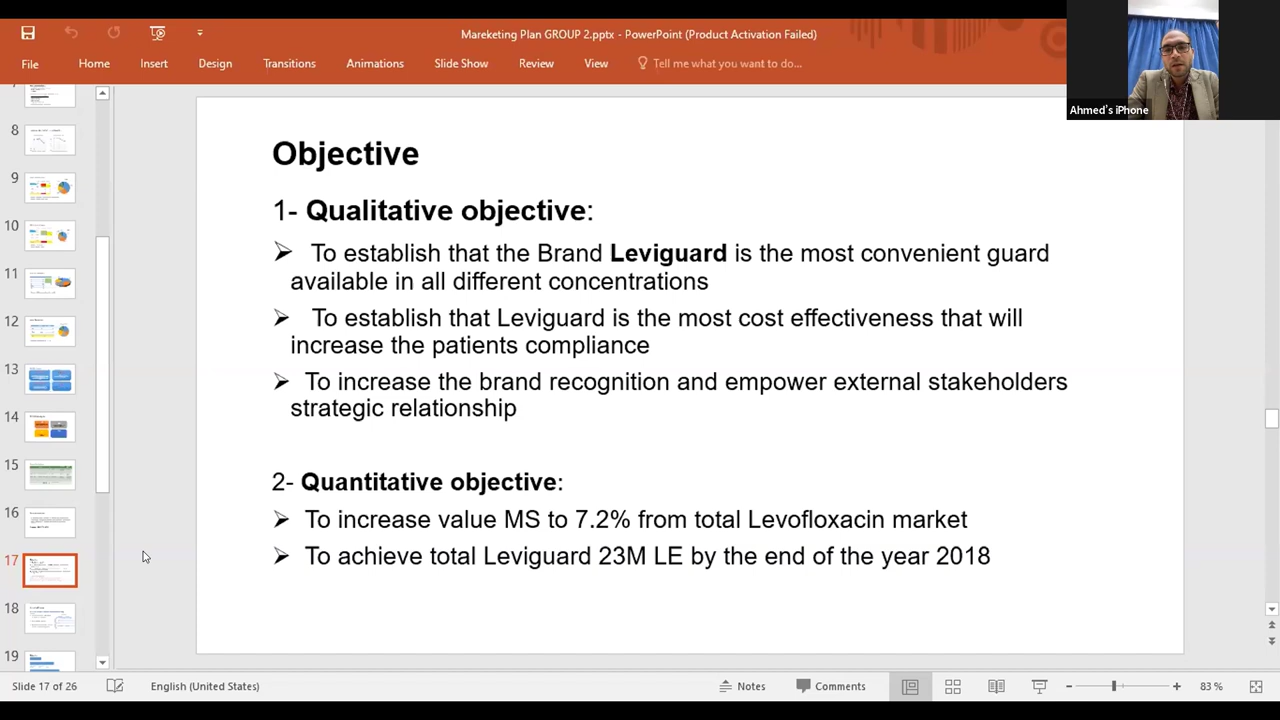 Mareketing Plan GROUP 2.pptx - PowerPoint (Product Activation Failed)
File Home Insert Design Transitions Animations Slide Show Review View Tell me what you want to do...
Ahmed's iPhone
8
9
10
11
12
13
14
15
16
17
18
19
Objective
1- Qualitative objective:
➢ To establish that the Brand Leviguard is the most convenient guard
available in all different concentrations
➢ To establish that Leviguard is the most cost effectiveness that will
increase the patients compliance
➢ To increase the brand recognition and empower external stakeholders
strategic relationship
2- Quantitative objective:
➢ To increase value MS to 7.2% from total Levofloxacin market
➢ To achieve total Leviguard 23M LE by the end of the year 2018
Slide 17 of 26 English (United States) Notes Comments 83 %